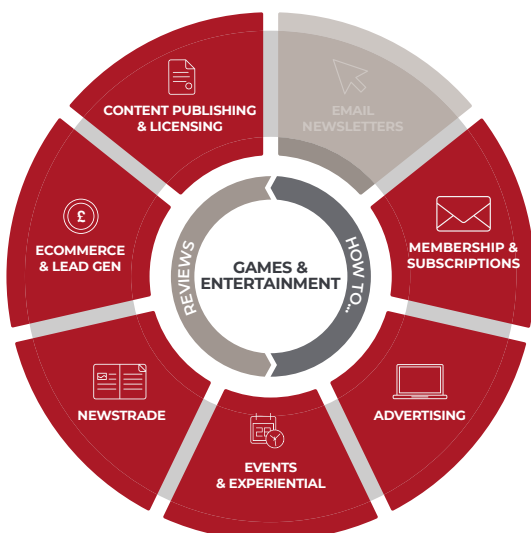 CONTENT PUBLISHING
& LICENSING
EMAIL
NEWSLETTERS
£
ECOMMERCE
& LEAD GEN
MEMBERSHIP &
SUBSCRIPTIONS
REVIEWS
GAMES &
ENTERTAINMENT
HOW TO...
NEWSTRADE
ADVERTISING
28
EVENTS
& EXPERIENTIAL